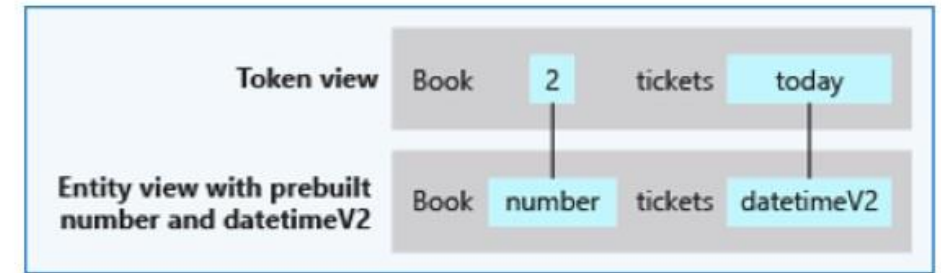 Token view Book 2 tickets today
Entity view with prebuilt
number and datetimeV2
Book number tickets datetimeV2